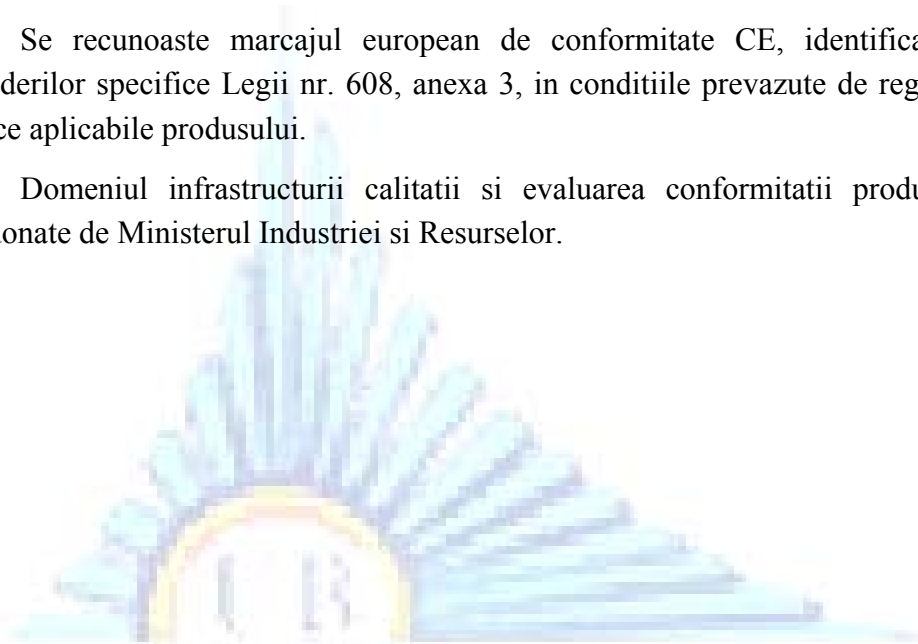 Se recunoaste marcajul european de conformitate CE, identifica
derilor specifice Legii nr. 608, anexa 3, in conditiile prevazute de reg
ce aplicabile produsului.
Domeniul infrastructurii calitatii si evaluarea conformitatii produ
onate de Ministerul Industriei si Resurselor.